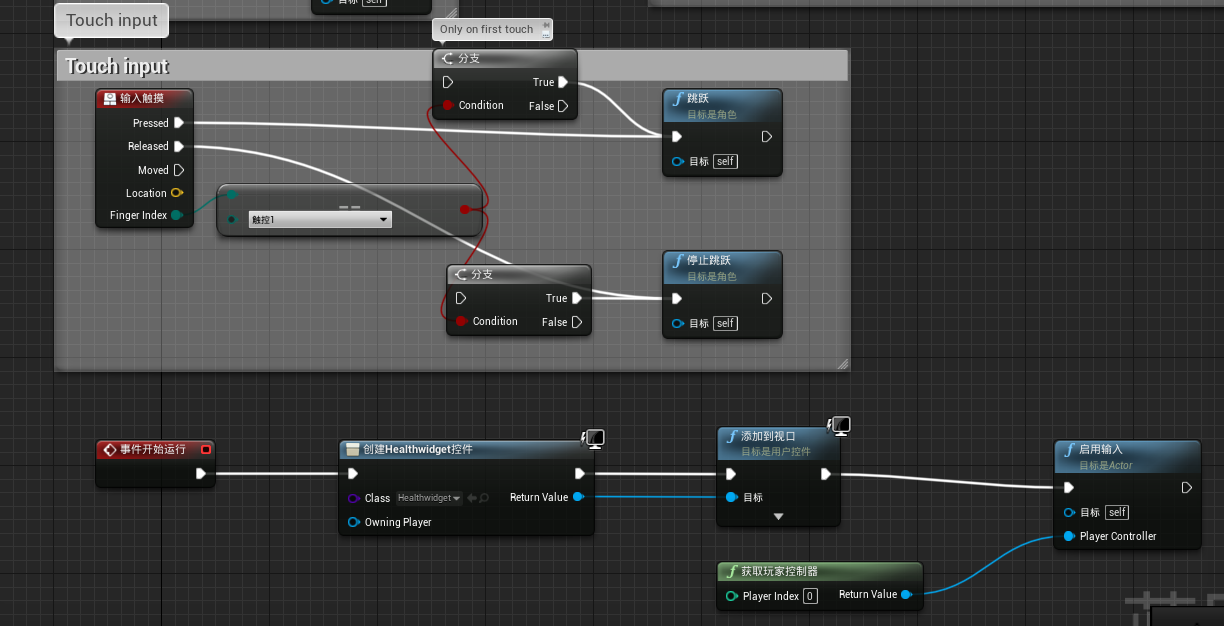 目标 self
Touch input
Only on first touch
Touch input
分支
True
Condition
False
输入触摸
Pressed
Released
Moved
Location
Finger Index
跳跃
目标是角色
目标 self
==
触控1
分支
True
Condition
False
停止跳跃
目标是角色
目标 self
事件开始运行
创建Healthwidget控件
Class Healthwidget
Return Value
Owning Player
添加到视口
目标是用户控件
目标
启用输入
目标是Actor
目标 self
Player Controller
获取玩家控制器
Player Index 0
Return Value